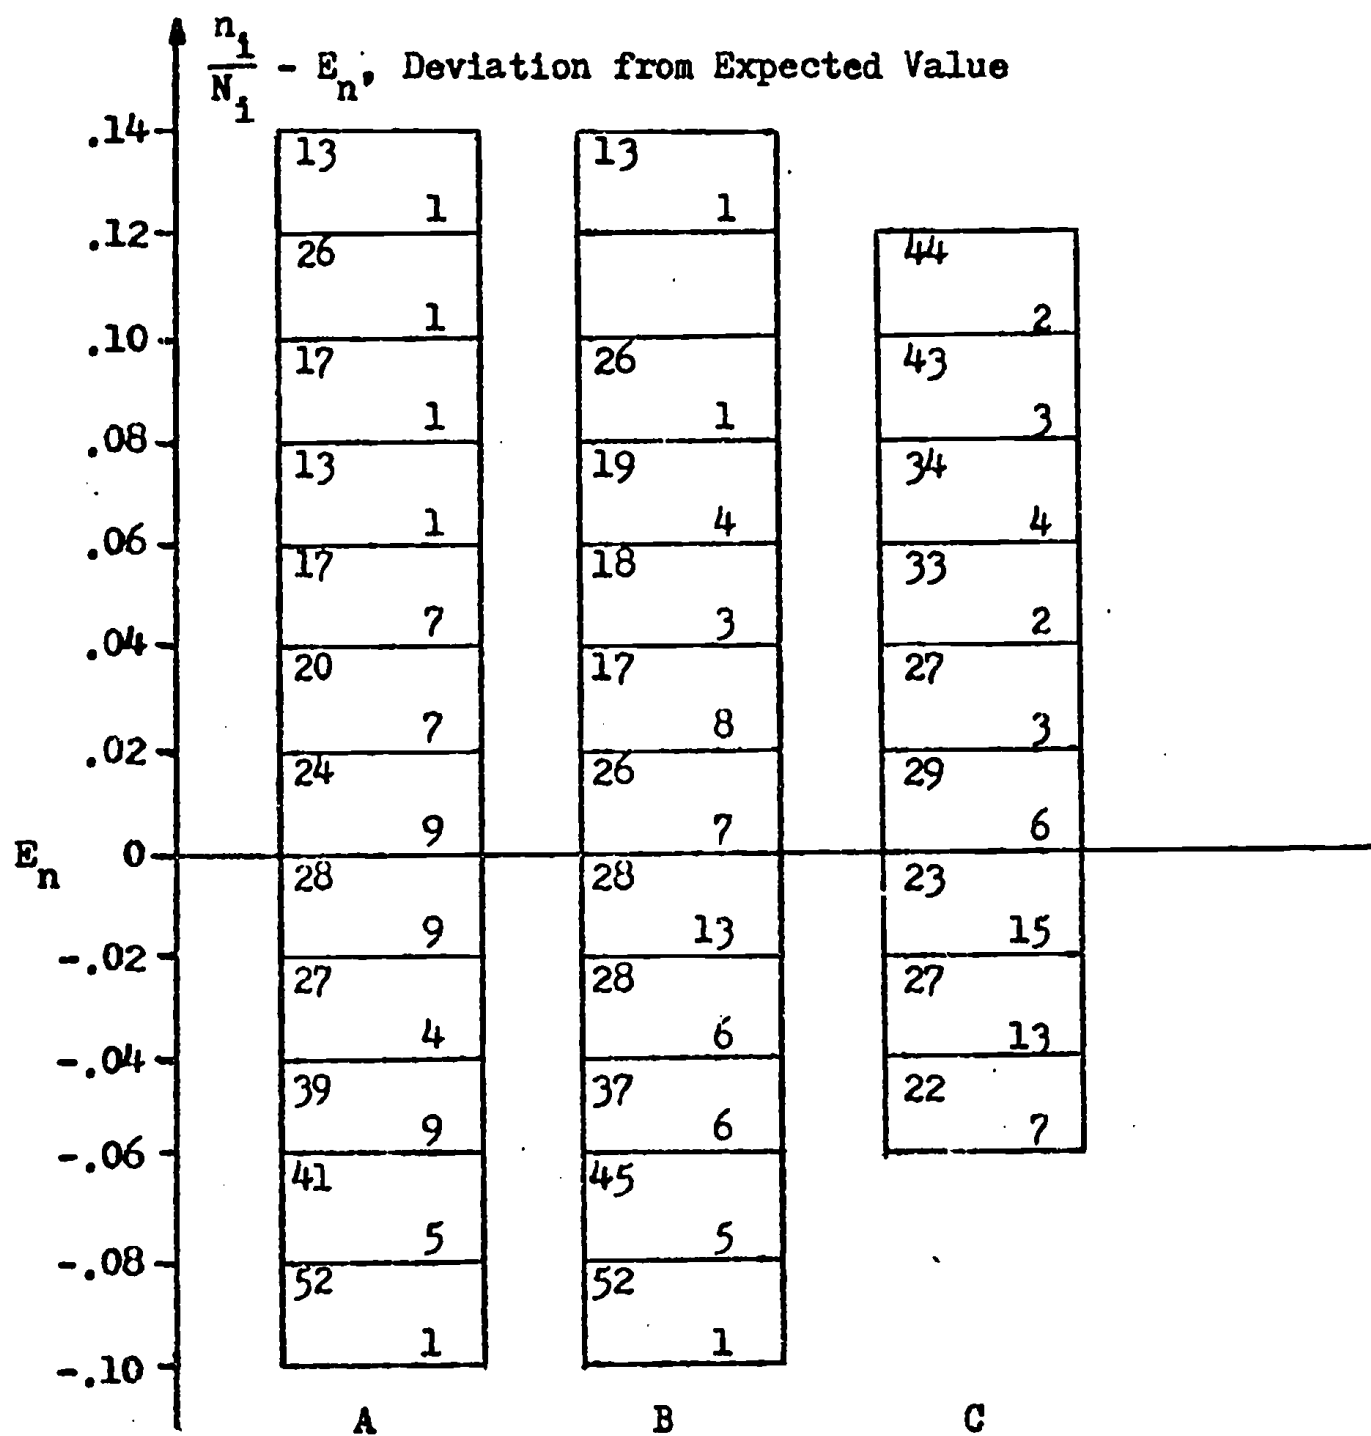 n_i/N_i - E_n, Deviation from Expected Value
.14 13 13
1 1
.12 26 44
1 2
.10 17 26 43
1 1 3
.08 13 19 34
1 4 4
.06 17 18 33
7 3 2
.04 20 17 27
7 8 3
.02 24 26 29
9 7 6
E_n 0 28 28 23
9 13 15
-.02 27 28 27
4 6 13
-.04 39 37 22
9 6 7
-.06 41 45
5 5
-.08 52 52
1 1
-.10
A B C